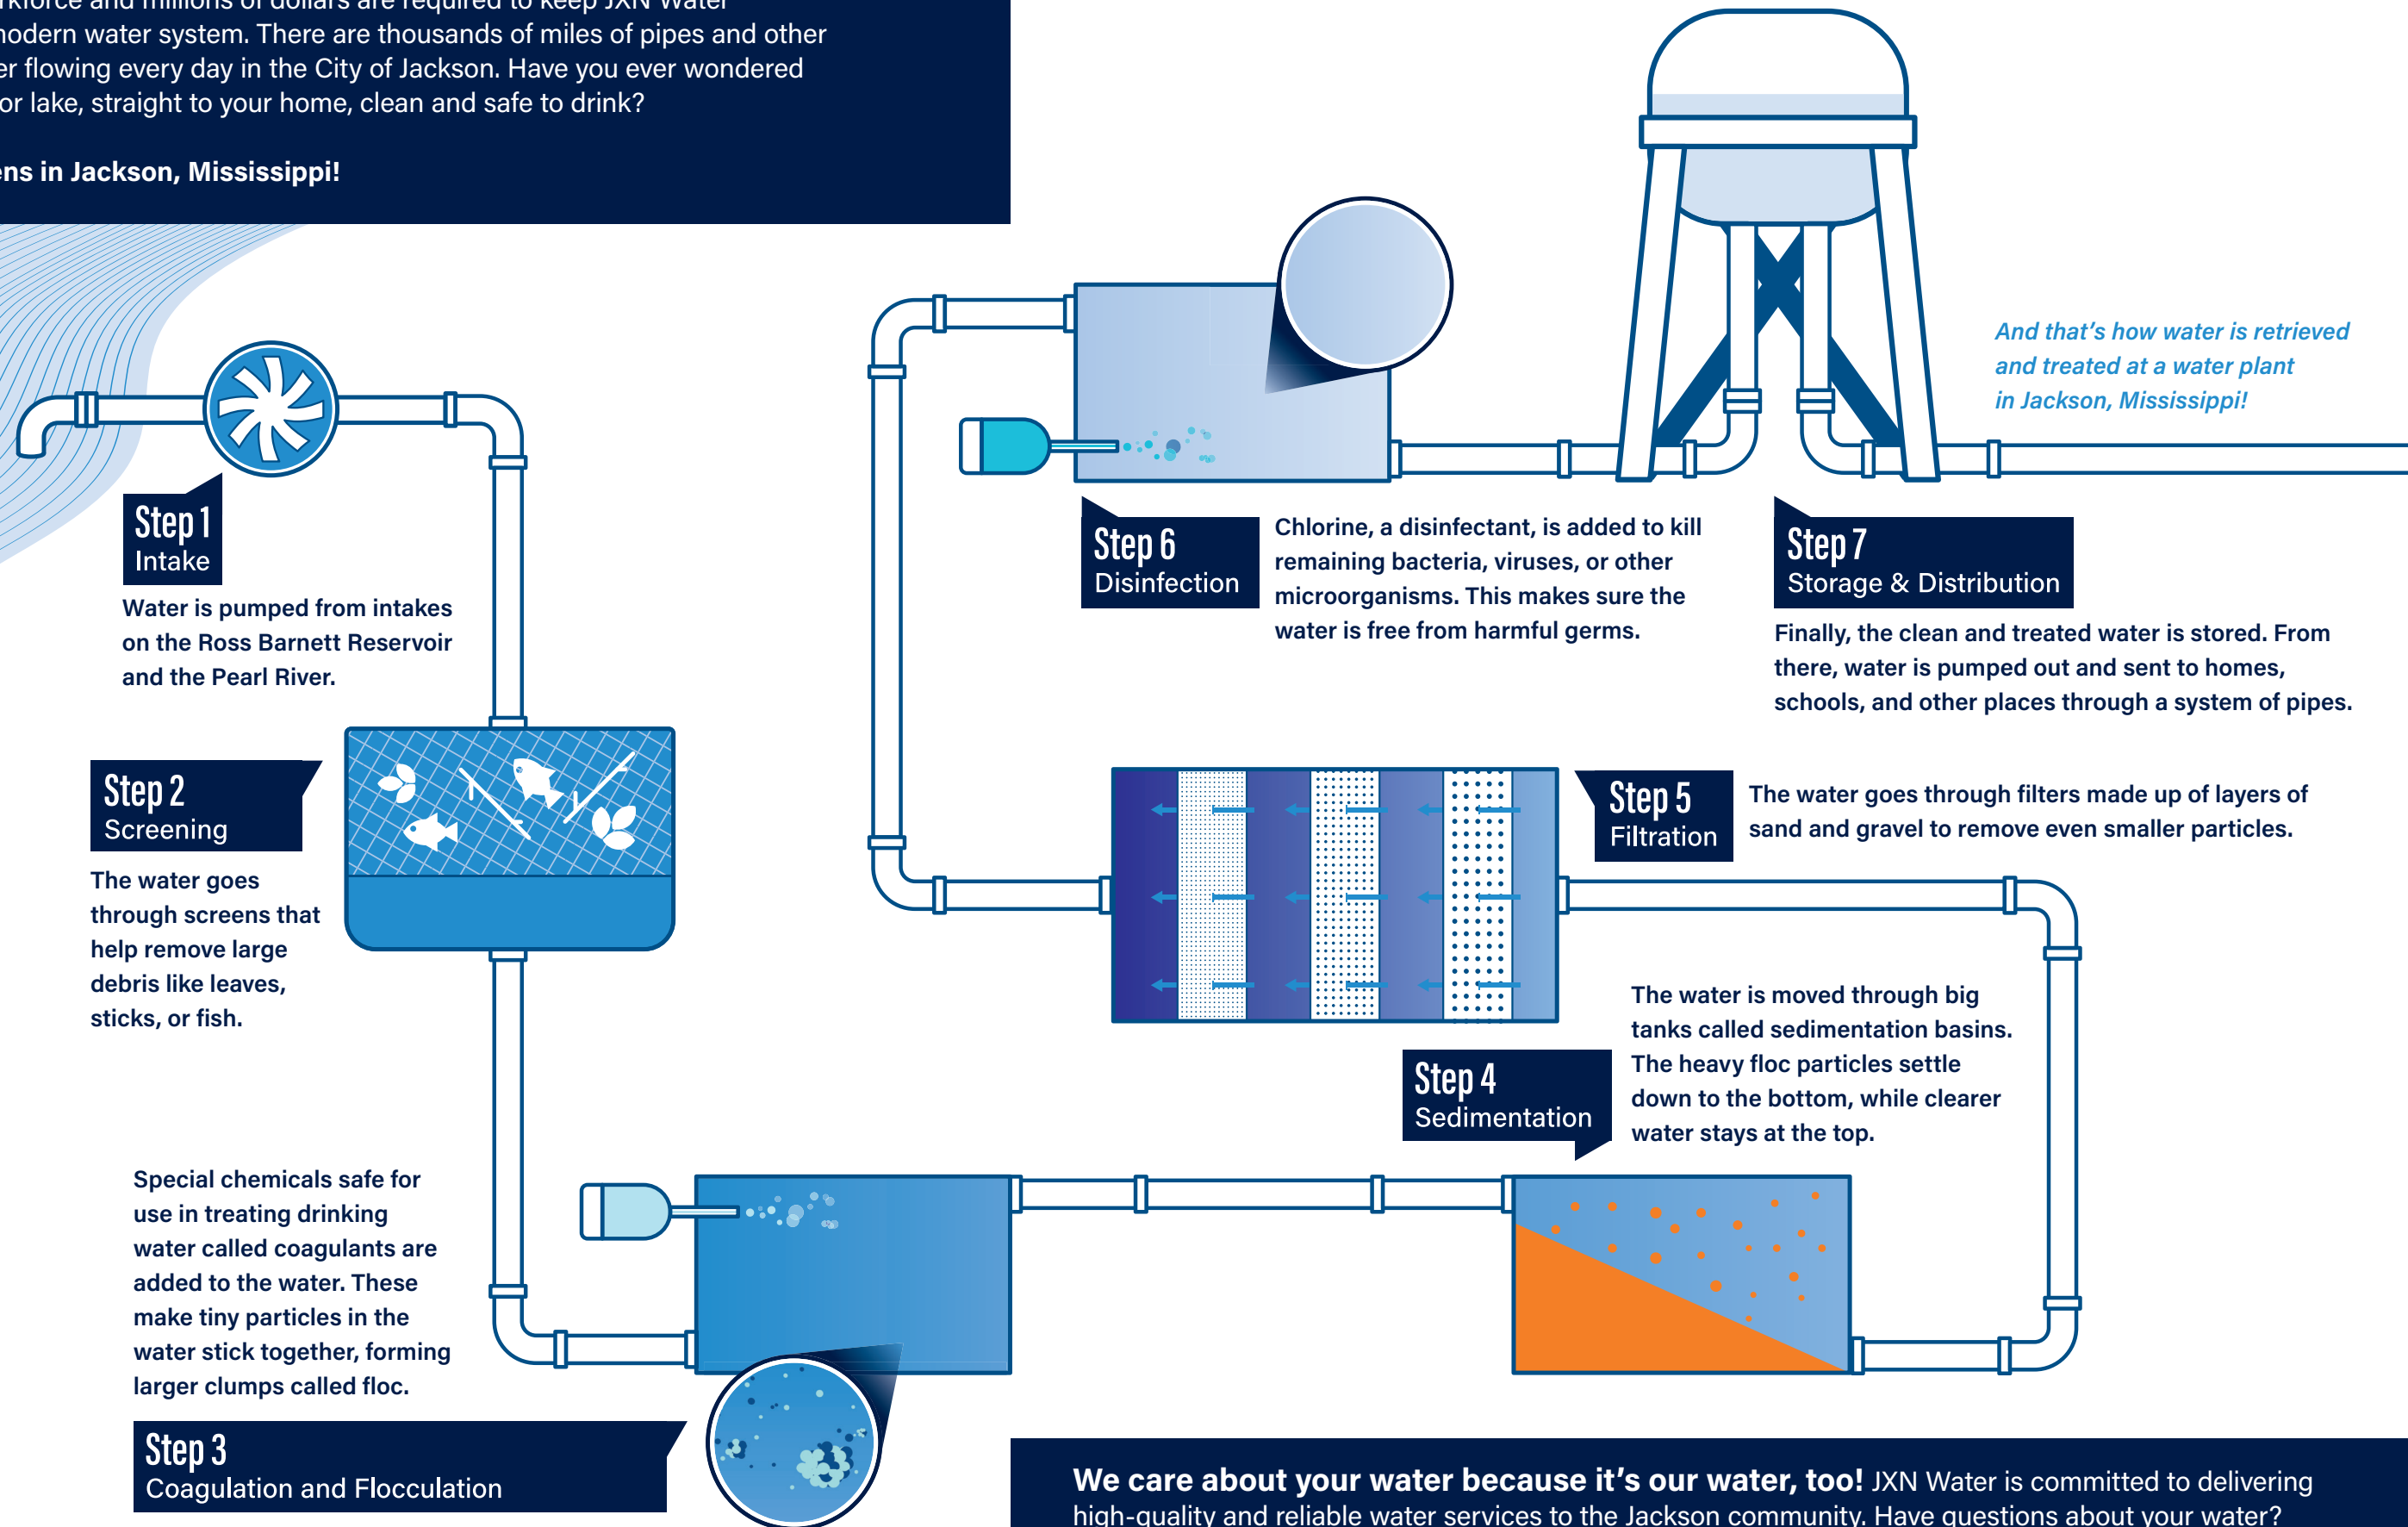 rkforce and millions of dollars are required to keep JXN Water
modern water system. There are thousands of miles of pipes and other
er flowing every day in the City of Jackson. Have you ever wondered
or lake, straight to your home, clean and safe to drink?
ens in Jackson, Mississippi!
Step 1
Intake
Water is pumped from intakes
on the Ross Barnett Reservoir
and the Pearl River.
Step 2
Screening
The water goes
through screens that
help remove large
debris like leaves,
sticks, or fish.
Special chemicals safe for
use in treating drinking
water called coagulants are
added to the water. These
make tiny particles in the
water stick together, forming
larger clumps called floc.
Step 3
Coagulation and Flocculation
Step 4
Sedimentation
The water is moved through big
tanks called sedimentation basins.
The heavy floc particles settle
down to the bottom, while clearer
water stays at the top.
Step 5
Filtration
The water goes through filters made up of layers of
sand and gravel to remove even smaller particles.
Step 6
Disinfection
Chlorine, a disinfectant, is added to kill
remaining bacteria, viruses, or other
microorganisms. This makes sure the
water is free from harmful germs.
Step 7
Storage & Distribution
Finally, the clean and treated water is stored. From
there, water is pumped out and sent to homes,
schools, and other places through a system of pipes.
And that's how water is retrieved
and treated at a water plant
in Jackson, Mississippi!
We care about your water because it's our water, too! JXN Water is committed to delivering
high-quality and reliable water services to the Jackson community. Have questions about your water?